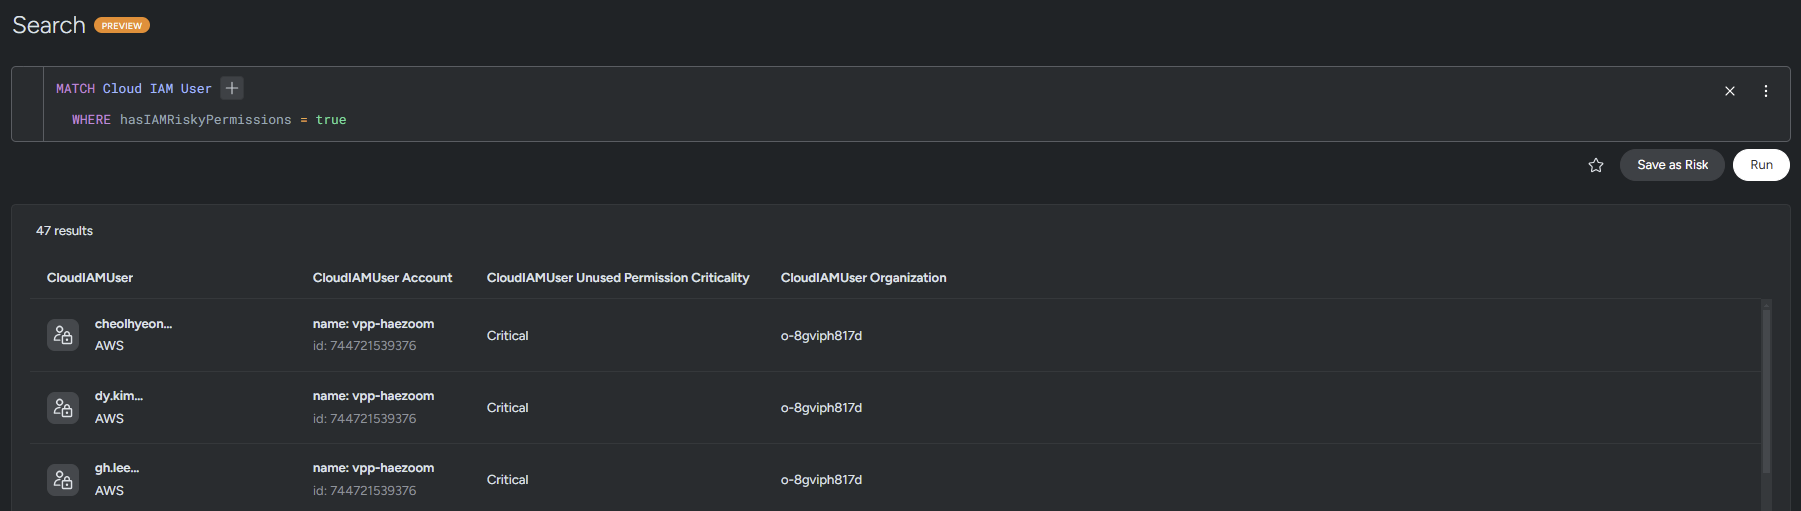 Search PREVIEW
MATCH Cloud IAM User
WHERE hasIAMRiskyPermissions = true
Save as Risk Run
47 results
CloudIAMUser CloudIAMUser Account CloudIAMUser Unused Permission Criticality CloudIAMUser Organization
cheolhyeon...
AWS
name: vpp-haezoom
id: 744721539376
Critical
o-8gviph817d
dy.kim...
AWS
name: vpp-haezoom
id: 744721539376
Critical
o-8gviph817d
gh.lee...
AWS
name: vpp-haezoom
id: 744721539376
Critical
o-8gviph817d